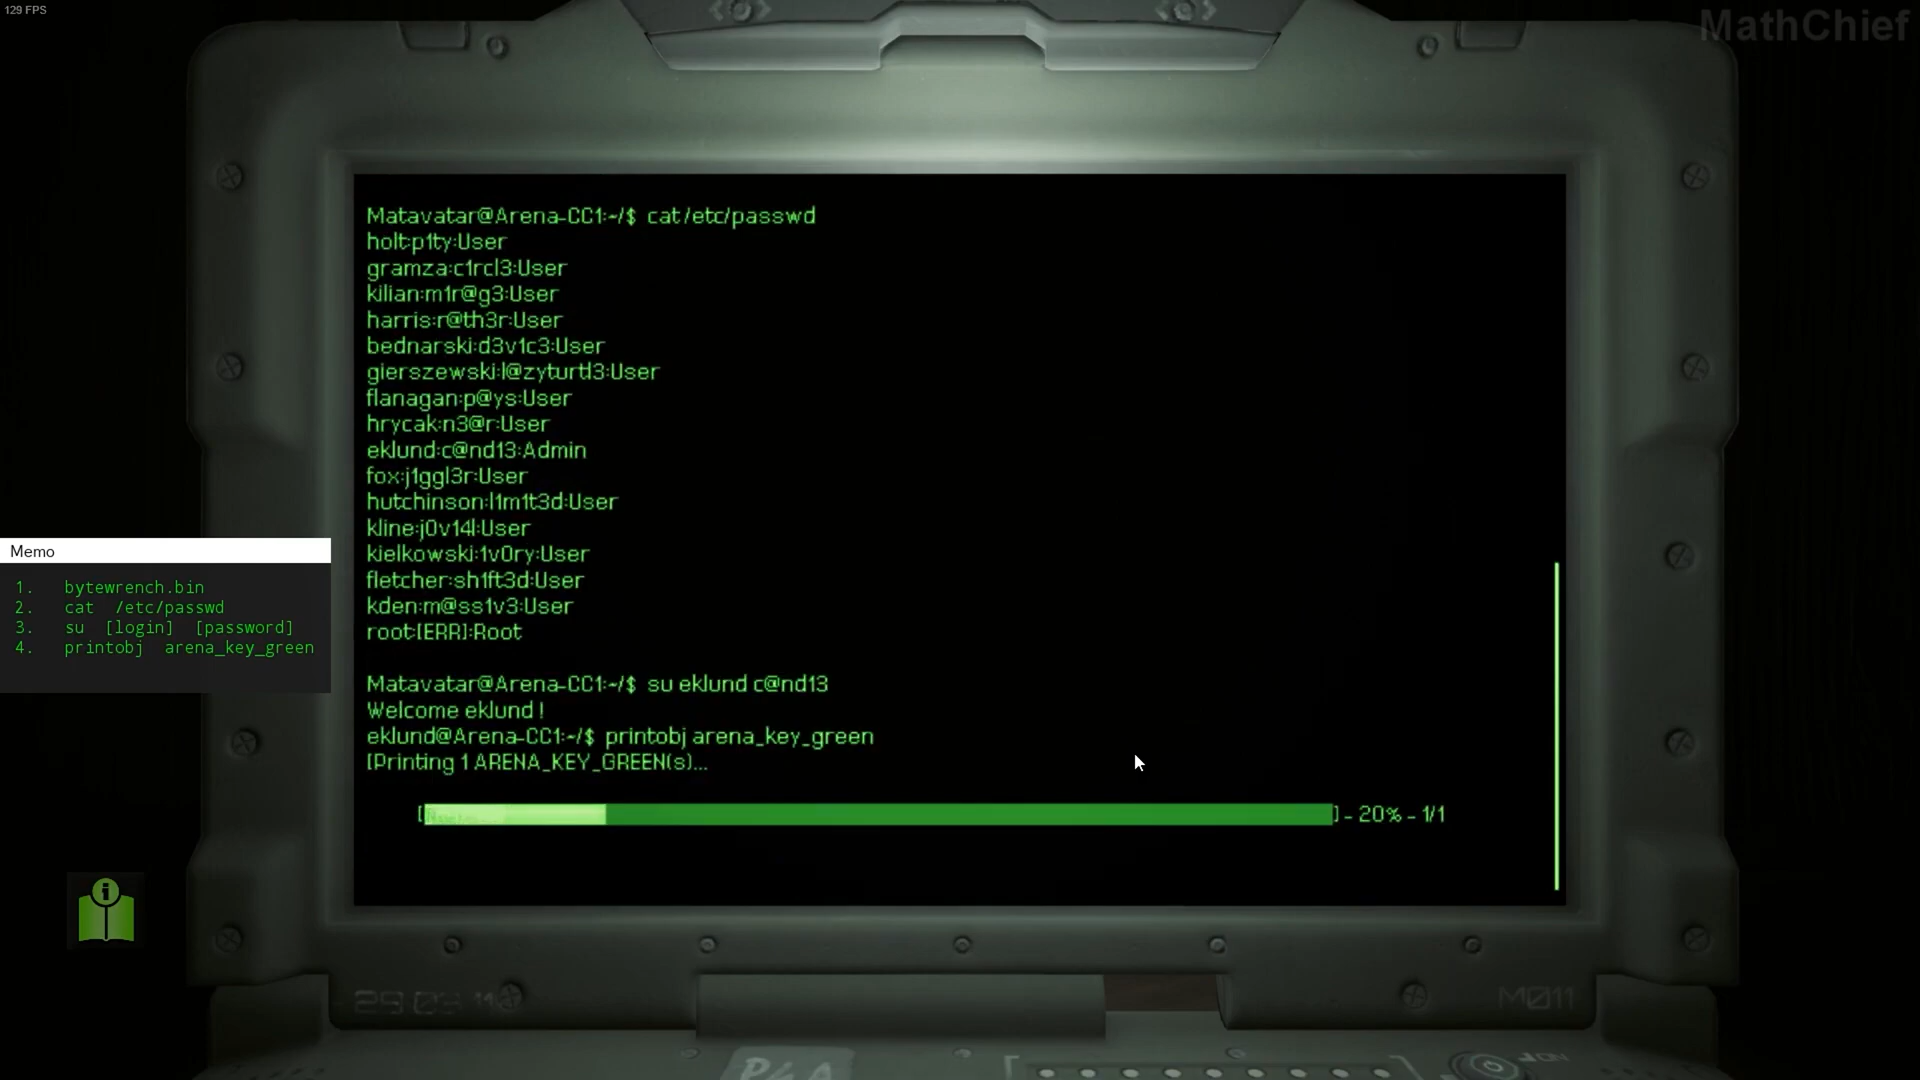 129 FPS
MathChief
Matavatar@Arena-CC1:~/$ cat /etc/passwd
holt:p1ty:User
gramza:c1rcl3:User
kilian:m1r@g3:User
harris:r@th3r:User
bednarski:d3v1c3:User
gierszewski:l@zyturtl3:User
flanagan:p@ys:User
hrycak:n3@r:User
eklund:c@nd13:Admin
fox:j1ggl3r:User
hutchinson:l1m1t3d:User
kline:j0v14l:User
kielkowski:1v0ry:User
fletcher:sh1ft3d:User
kden:m@ss1v3:User
root:[ERR]:Root
Matavatar@Arena-CC1:~/$ su eklund c@nd13
Welcome eklund !
eklund@Arena-CC1:~/$ printobj arena_key_green
[Printing 1 ARENA_KEY_GREEN(s)...
[ ] - 20% - 1/1
Memo
1. bytewrench.bin
2. cat /etc/passwd
3. su [login] [password]
4. printobj arena_key_green
29.09
M011
ON